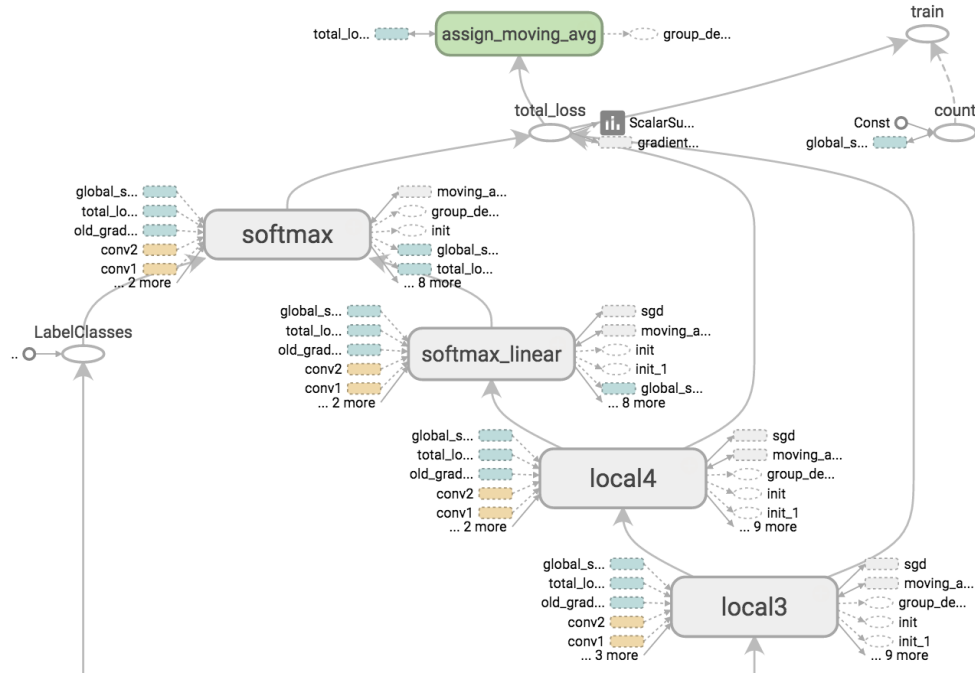 train
total_lo...
assign_moving_avg
group_de...
total_loss
ScalarSu...
gradient...
Const
count
global_s...
global_s...
total_lo...
old_grad...
conv2
conv1
... 2 more
softmax
moving_a...
group_de...
init
global_s...
total_lo...
... 8 more
LabelClasses
..
global_s...
total_lo...
old_grad...
conv2
conv1
... 2 more
softmax_linear
sgd
moving_a...
init
init_1
global_s...
... 8 more
global_s...
total_lo...
old_grad...
conv2
conv1
... 2 more
local4
sgd
moving_a...
group_de...
init
init_1
... 9 more
global_s...
total_lo...
old_grad...
conv2
conv1
... 3 more
local3
sgd
moving_a...
group_de...
init
init_1
... 9 more